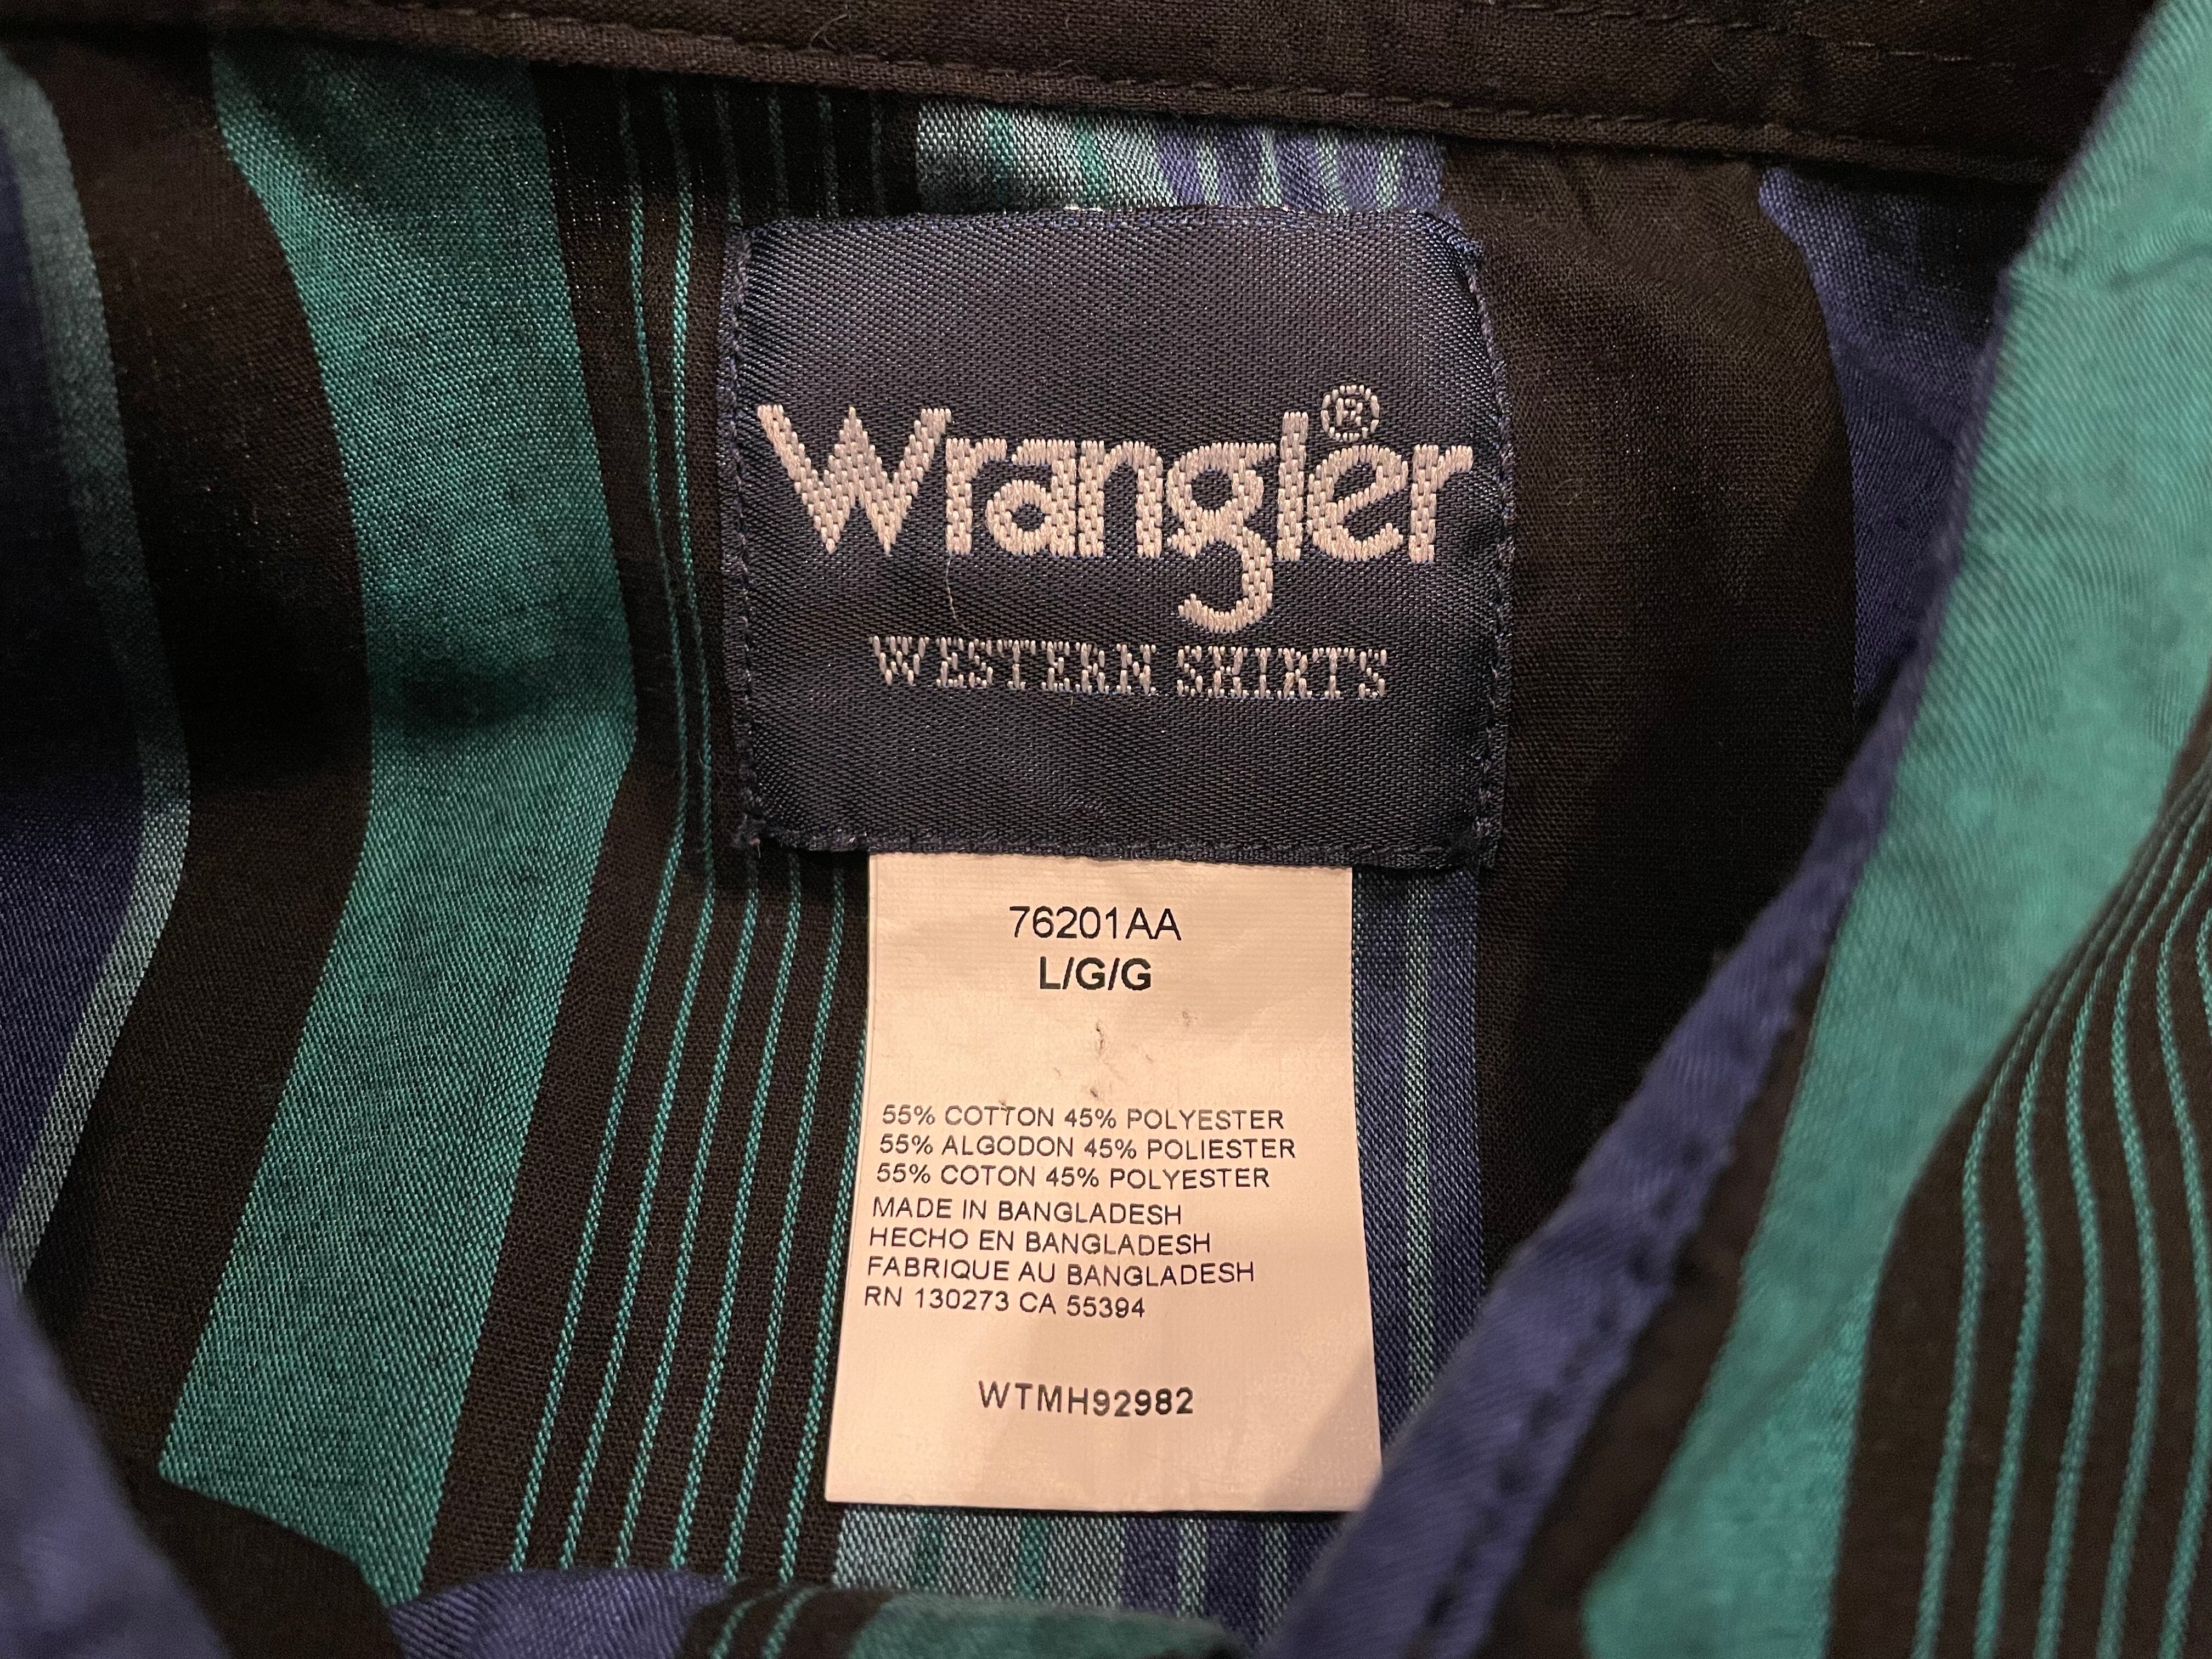 Wrangler®
WESTERN SHIRTS
76201AA
L/G/G
55% COTTON 45% POLYESTER
55% ALGODON 45% POLIESTER
55% COTON 45% POLYESTER
MADE IN BANGLADESH
HECHO EN BANGLADESH
FABRIQUE AU BANGLADESH
RN 130273 CA 55394
WTMH92982